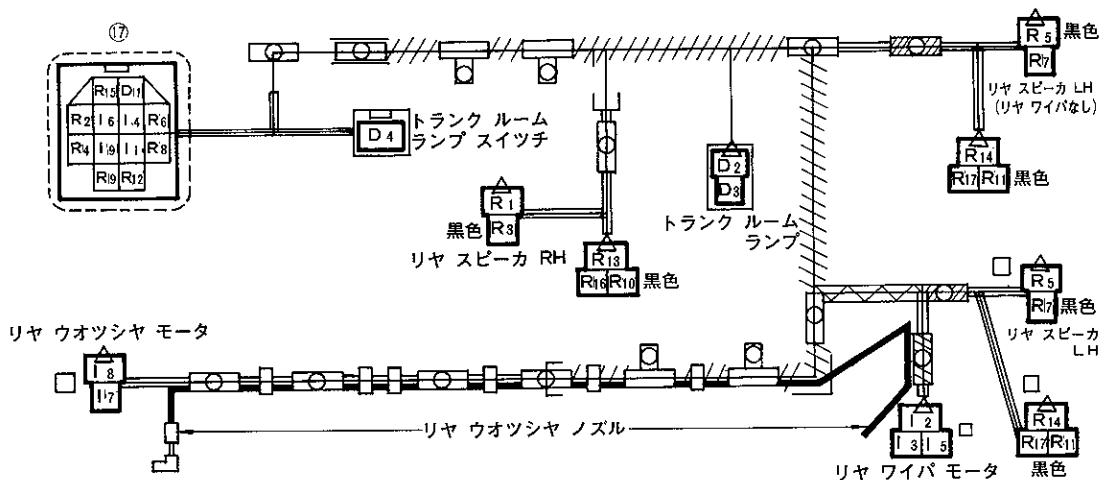 ⑰
R15 D11
R2 I6 I4 R6
R4 I9 I1 R8
R9 R12
D4
トランク ルーム
ランプ スイッチ
R1
R3
黒色
リヤ スピーカ RH
R13
R16 R10
黒色
D2
D3
トランク ルーム
ランプ
R5
R7
黒色
リヤ スピーカ LH
(リヤ ワイパなし)
R14
R17 R11
黒色
R5
R7
黒色
リヤ スピーカ
LH
リヤ ウオツシヤ モータ
I8
I7
リヤ ウオツシヤ ノズル
I2
I3 I5
リヤ ワイパ モータ
R14
R17 R11
黒色